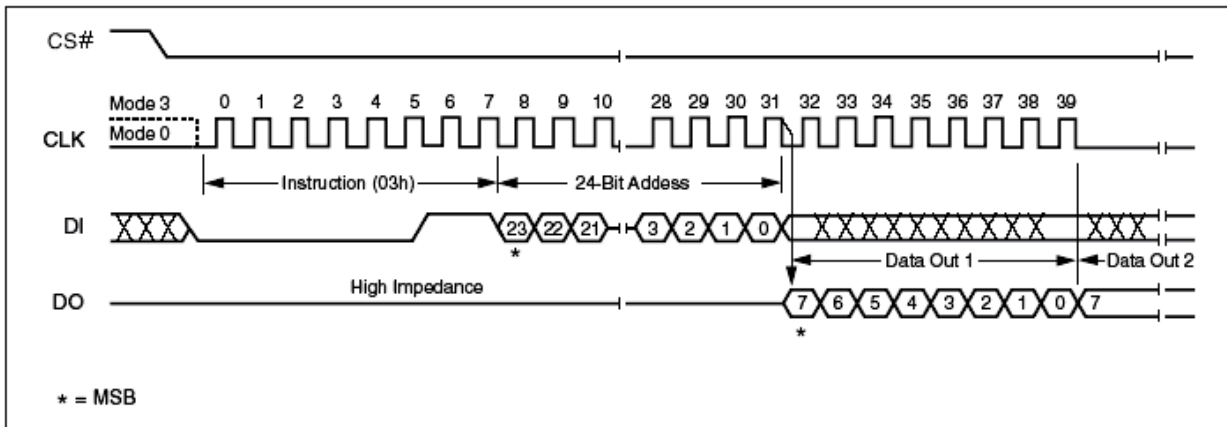 CS#
Mode 3
0 1 2 3 4 5 6 7 8 9 10 28 29 30 31 32 33 34 35 36 37 38 39
CLK
Mode 0
Instruction (03h)
24-Bit Addess
DI
23 22 21 3 2 1 0
*
Data Out 1
Data Out 2
High Impedance
DO
7 6 5 4 3 2 1 0 7
*
* = MSB